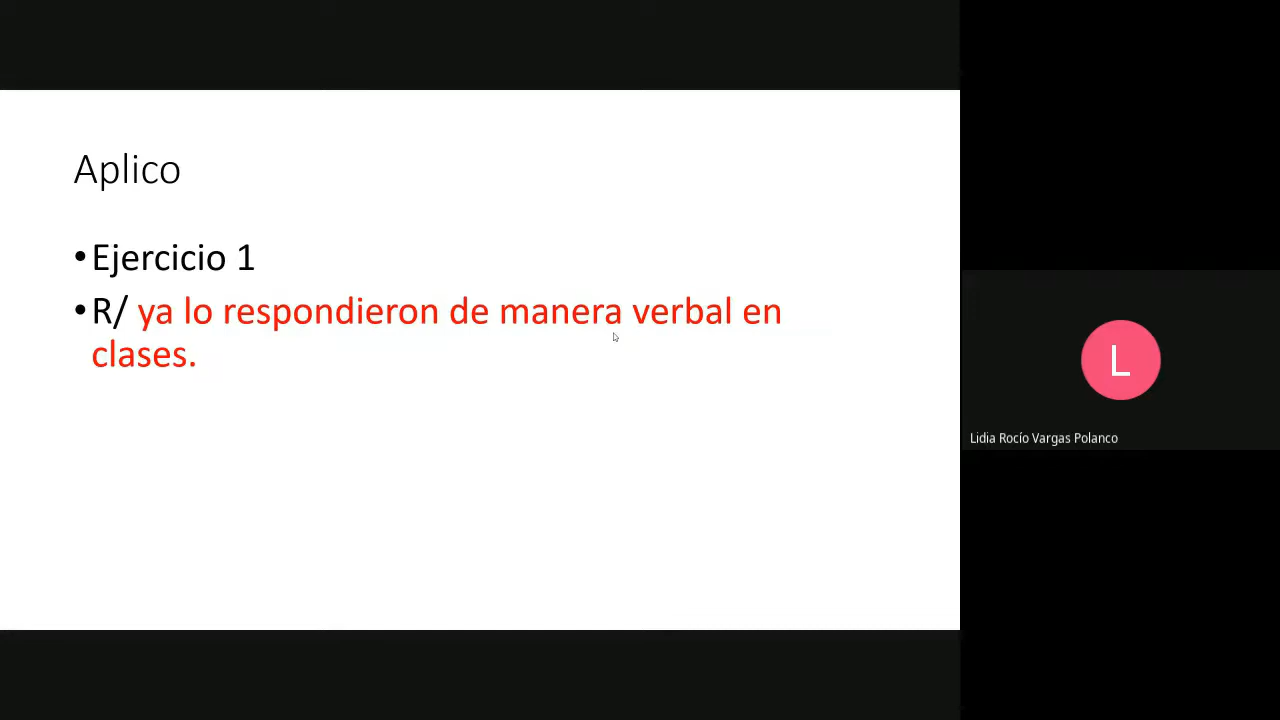 Aplico
•Ejercicio 1
•R/ ya lo respondieron de manera verbal en
clases.
L
Lidia Rocío Vargas Polanco